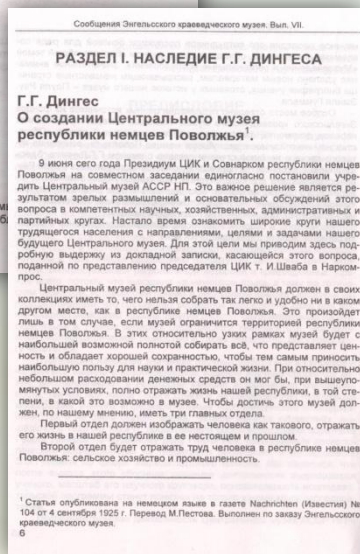 Сообщения Энгельсского краеведческого музея. Вып. VII.
РАЗДЕЛ I. НАСЛЕДИЕ Г.Г. ДИНГЕСА
Г.Г. Дингес
О создании Центрального музея
республики немцев Поволжья¹.
9 июня сего года Президиум ЦИК и Совнарком республики немцев
Поволжья на совместном заседании единогласно постановили учре-
дить Центральный музей АССР НП. Это важное решение является ре-
зультатом зрелых размышлений и основательных обсуждений этого
вопроса в компетентных научных, хозяйственных, административных и
партийных кругах. Настало время ознакомить широкие круги нашего
трудящегося населения с направлениями, целями и задачами нашего
будущего Центрального музея. Для этой цели мы приводим здесь под-
робную выдержку из докладной записки, касающейся этого вопроса,
поданной по представлению председателя ЦИК т. И.Шваба в Нарком-
прос.
Центральный музей республики немцев Поволжья должен в своих
коллекциях иметь то, чего нельзя собрать так легко и удобно ни в каком
другом месте, как в республике немцев Поволжья. Это произойдет
лишь в том случае, если музей ограничится территорией республики
немцев Поволжья. В этих относительно узких рамках музей будет с
наибольшей возможной полнотой собирать всё, что представляет цен-
ность и обладает хорошей сохранностью, чтобы тем самым приносить
наибольшую пользу для науки и практической жизни. При относительно
небольшом расходовании денежных средств он мог бы, при вышеупо-
мянутых условиях, полно отражать жизнь нашей республики, в той сте-
пени, в какой это возможно в музее. Чтобы достичь этого музей дол-
жен, по моему мнению, иметь три главных отдела.
Первый отдел должен изображать человека как такового, отражать
его жизнь в нашей республике в ее настоящем и прошлом.
Второй отдел будет отражать труд человека в республике немцев
Поволжья: сельское хозяйство и промышленность.
¹ Статья опубликована на немецком языке в газете Nachrichten (Известия) №
104 от 4 сентября 1925 г. Перевод М.Пестова. Выполнен по заказу Энгельсского
краеведческого музея.
6